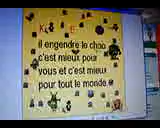 il engendre le chao
c'est mieux pour
vous et c'est mieux
pour tout le monde.